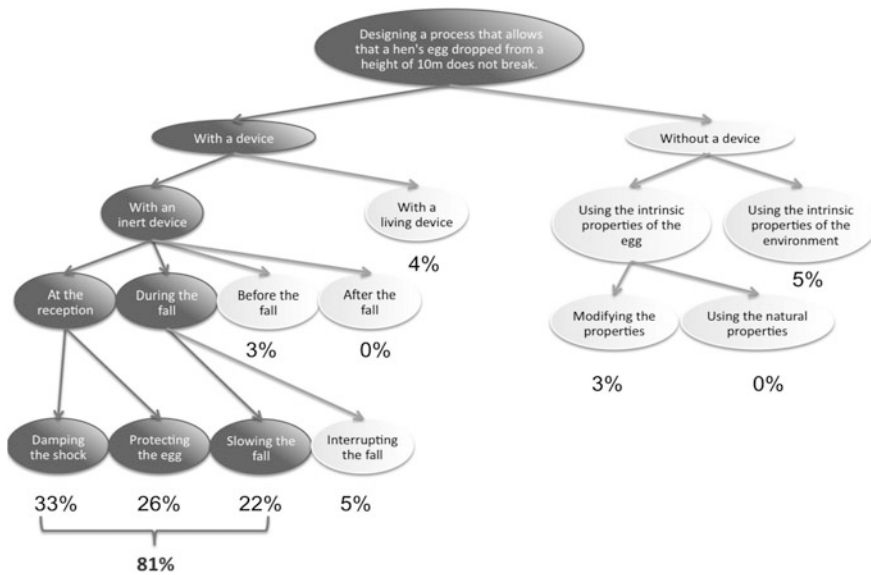 Designing a process that allows
that a hen's egg dropped from a
height of 10m does not break.
With a device
Without a device
With an
inert device
With a
living device
4%
Using the intrinsic
properties of the
egg
Using the intrinsic
properties of the
environment
5%
At the
reception
During the
fall
Before the
fall
3%
After the
fall
0%
Modifying the
properties
3%
Using the natural
properties
0%
Damping
the shock
33%
Protecting
the egg
26%
Slowing the
fall
22%
Interrupting
the fall
5%
81%